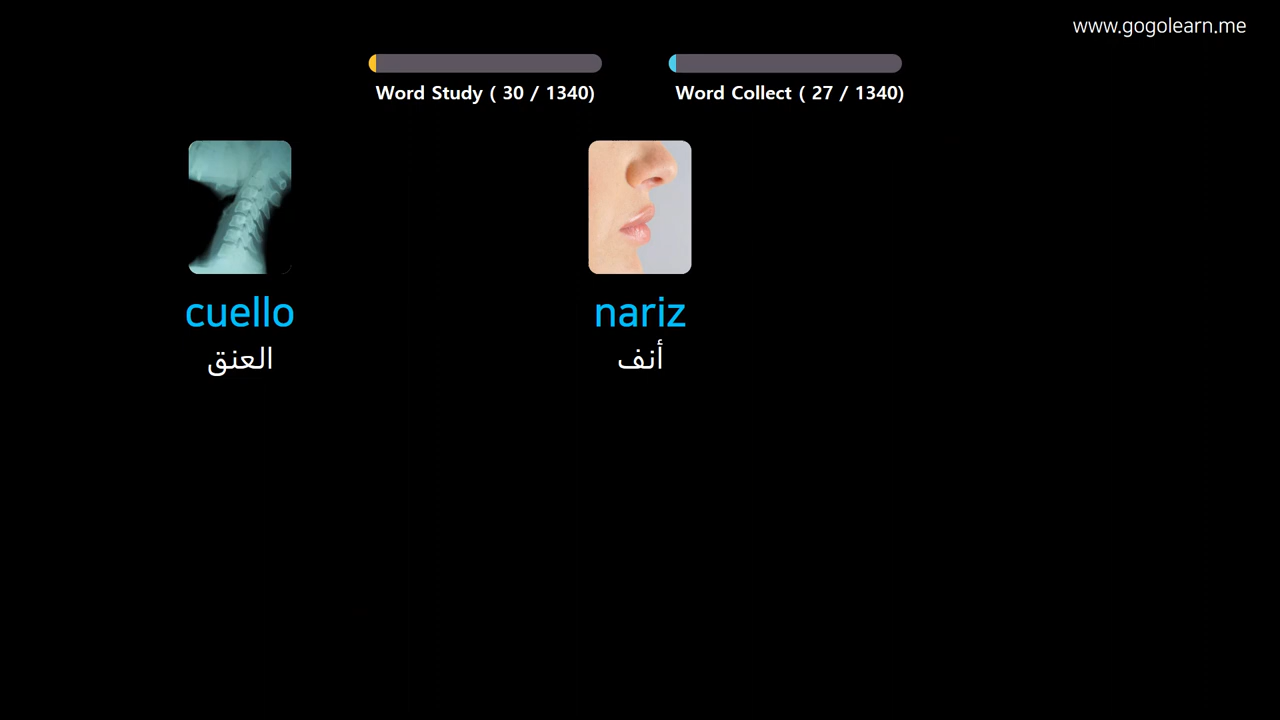 www.gogolearn.me
Word Study ( 30 / 1340)
Word Collect ( 27 / 1340)
cuello
العنق
nariz
أنف